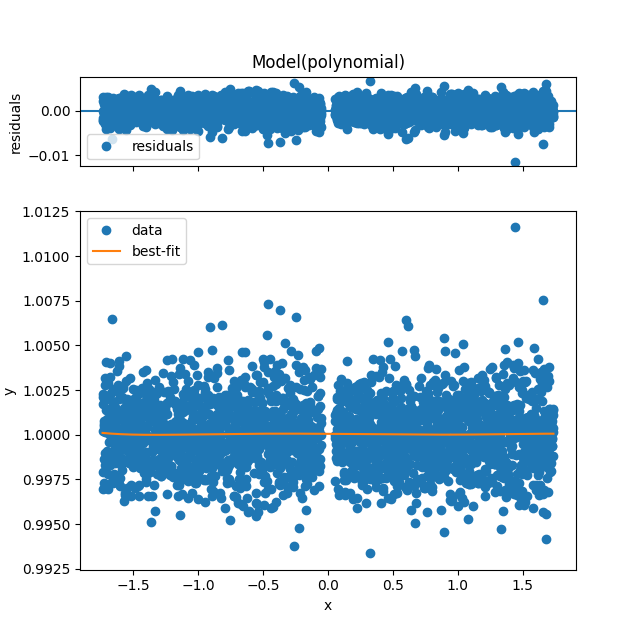 Model(polynomial)
residuals
0.00
−0.01
residuals
y
1.0125
1.0100
1.0075
1.0050
1.0025
1.0000
0.9975
0.9950
0.9925
data
best-fit
−1.5 −1.0 −0.5 0.0 0.5 1.0 1.5
x